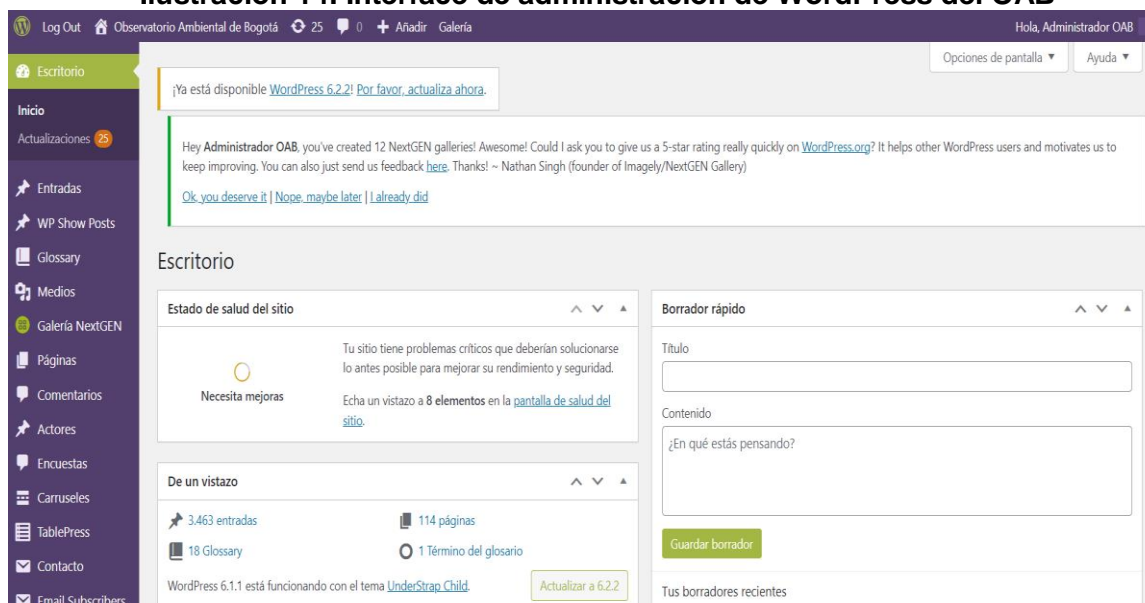 Ilustración 14. Interface de administración de WordPress del OAB
Log Out Observatorio Ambiental de Bogotá 25 0 Añadir Galería Hola, Administrador OAB
Opciones de pantalla Ayuda
Escritorio
Inicio
Actualizaciones 25
Entradas
WP Show Posts
Glossary
Medios
Galería NextGEN
Páginas
Comentarios
Actores
Encuestas
Carruseles
TablePress
Contacto
Email Subscribers
¡Ya está disponible WordPress 6.2.2! Por favor, actualiza ahora.
Hey Administrador OAB, you've created 12 NextGEN galleries! Awesome! Could I ask you to give us a 5-star rating really quickly on WordPress.org? It helps other WordPress users and motivates us to
keep improving. You can also just send us feedback here. Thanks! ~ Nathan Singh (founder of Imagely/NextGEN Gallery)
Ok, you deserve it | Nope, maybe later | I already did
Escritorio
Estado de salud del sitio
Necesita mejoras
Tu sitio tiene problemas críticos que deberían solucionarse
lo antes posible para mejorar su rendimiento y seguridad.
Echa un vistazo a 8 elementos en la pantalla de salud del
sitio.
De un vistazo
3.463 entradas
114 páginas
18 Glossary
1 Término del glosario
WordPress 6.1.1 está funcionando con el tema UnderStrap Child.
Actualizar a 6.2.2
Borrador rápido
Título
Contenido
¿En qué estás pensando?
Guardar borrador
Tus borradores recientes